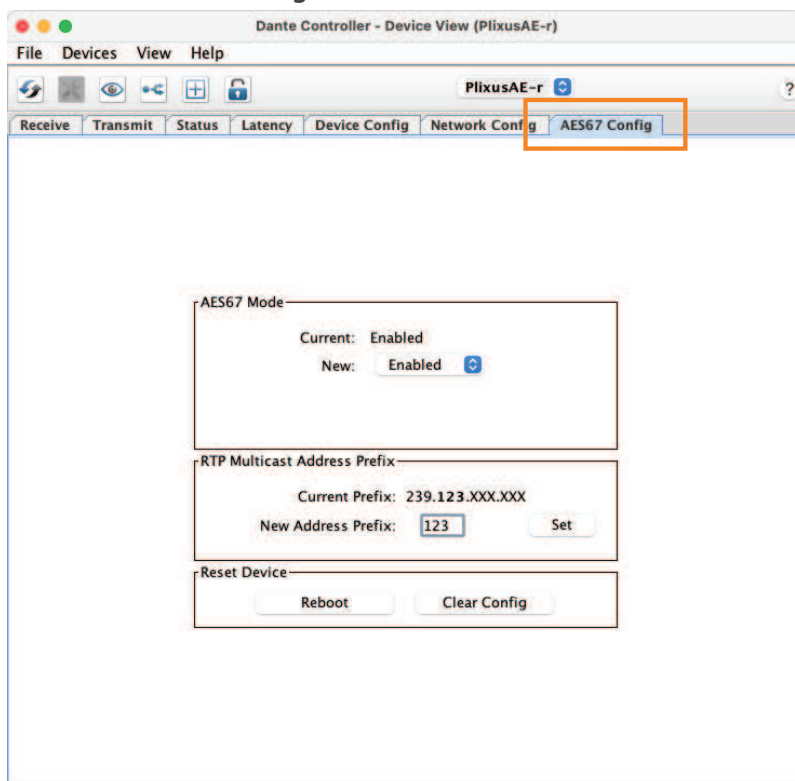 Dante Controller - Device View (PlixusAE-r)
File Devices View Help
PlixusAE-r
?
Receive Transmit Status Latency Device Config Network Config AES67 Config
AES67 Mode
Current: Enabled
New: Enabled
RTP Multicast Address Prefix
Current Prefix: 239.123.XXX.XXX
New Address Prefix: 123 Set
Reset Device
Reboot Clear Config